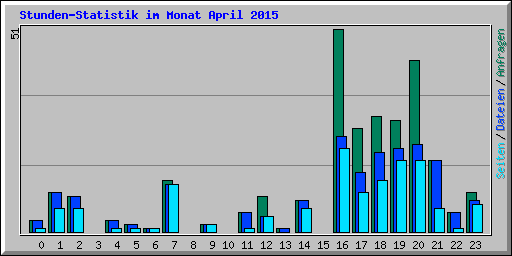 Stunden-Statistik im Monat April 2015
51
Seiten / Dateien / Anfragen
0 1 2 3 4 5 6 7 8 9 10 11 12 13 14 15 16 17 18 19 20 21 22 23